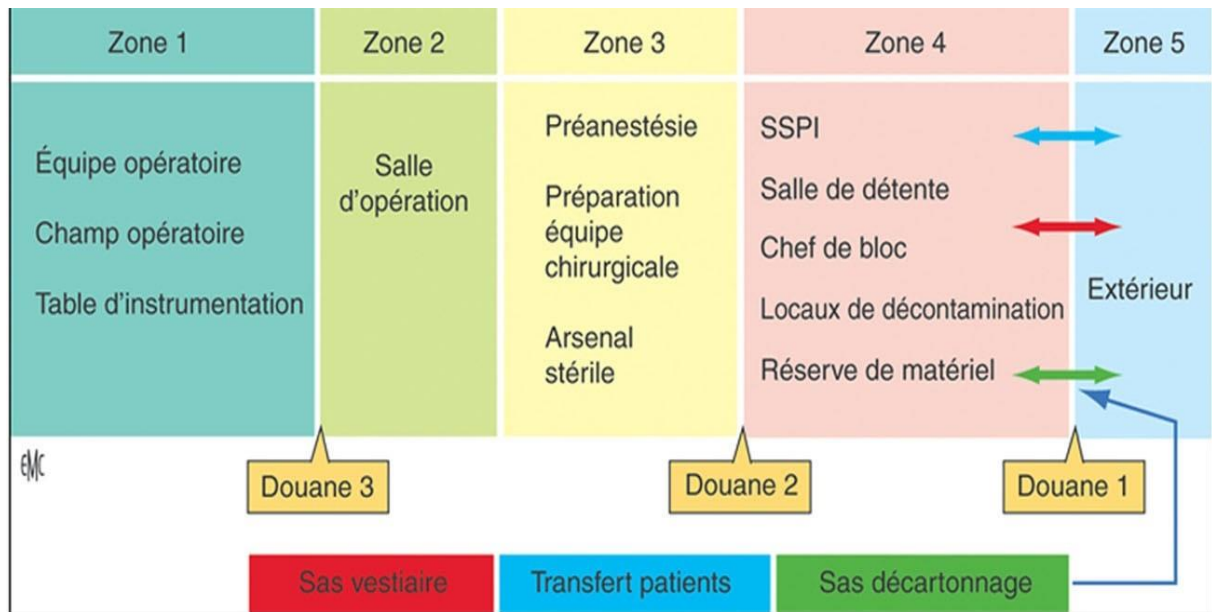 Zone 1
Zone 2
Zone 3
Zone 4
Zone 5
Équipe opératoire
Champ opératoire
Table d'instrumentation
Salle
d'opération
Préanestésie
Préparation
équipe
chirurgicale
Arsenal
stérile
SSPI
Salle de détente
Chef de bloc
Locaux de décontamination
Réserve de matériel
Extérieur
EMC
Douane 3
Douane 2
Douane 1
Sas vestiaire
Transfert patients
Sas décartonnage